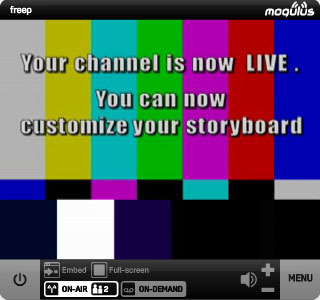 freep
mogulus
Your channel is now LIVE .
You can now
customize your storyboard
Embed
Full-screen
ON-AIR
2
ON-DEMAND
MENU